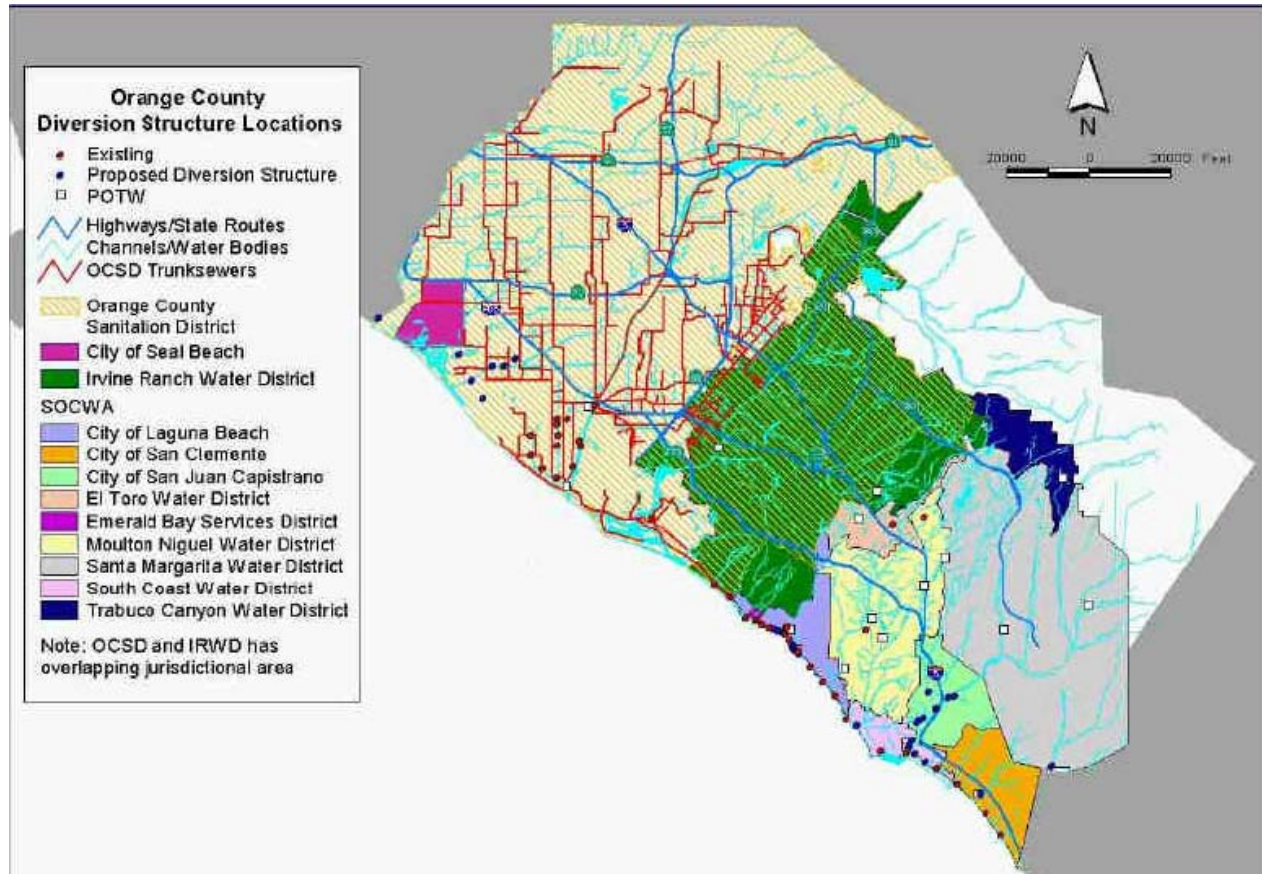 Orange County
Diversion Structure Locations
Existing
Proposed Diversion Structure
POTW
Highways/State Routes
Channels/Water Bodies
OCSD Trunksewers
Orange County
Sanitation District
City of Seal Beach
Irvine Ranch Water District
SOCWA
City of Laguna Beach
City of San Clemente
City of San Juan Capistrano
El Toro Water District
Emerald Bay Services District
Moulton Niguel Water District
Santa Margarita Water District
South Coast Water District
Trabuco Canyon Water District
Note: OCSD and IRWD has
overlapping jurisdictional area
N
20000 0 20000 Feet